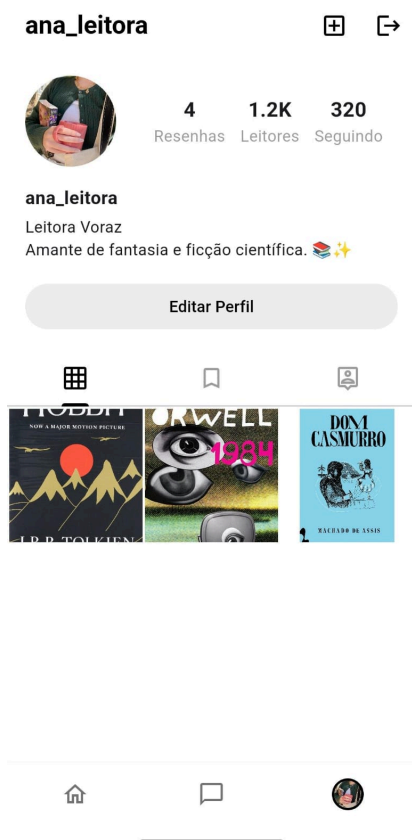 ana_leitora
4 1.2K 320
Resenhas Leitores Seguindo
ana_leitora
Leitora Voraz
Amante de fantasia e ficção científica. 📚✨
Editar Perfil
HOBBIT
NOW A MAJOR MOTION PICTURE
J.R.R. TOLKIEN
ORWELL
1984
DOM
CASMURRO
MACHADO DE ASSIS